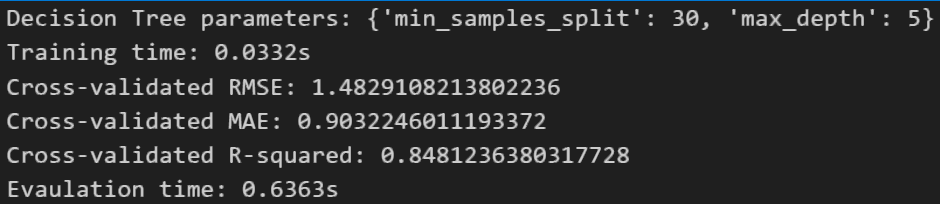 Decision Tree parameters: {'min_samples_split': 30, 'max_depth': 5}
Training time: 0.0332s
Cross-validated RMSE: 1.4829108213802236
Cross-validated MAE: 0.9032246011193372
Cross-validated R-squared: 0.8481236380317728
Evaulation time: 0.6363s